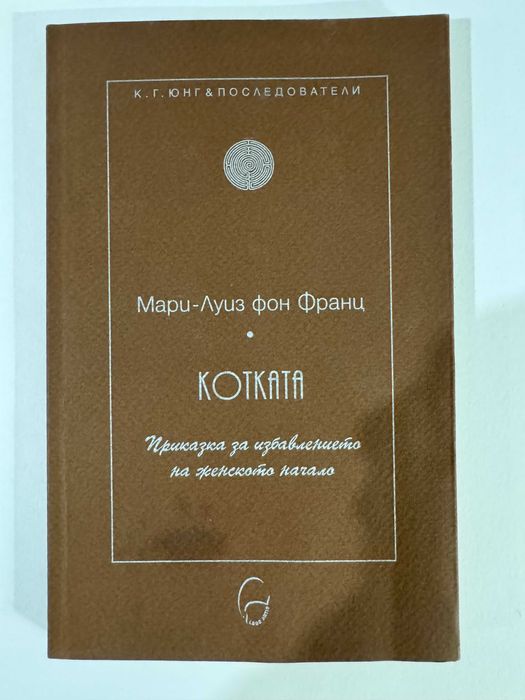 К.Г.ЮНГ&ПОСЛЕДОВАТЕЛИ
Мари-Луиз фон Франц
КОТКАТА
Приказка за избавлението
на женското начало